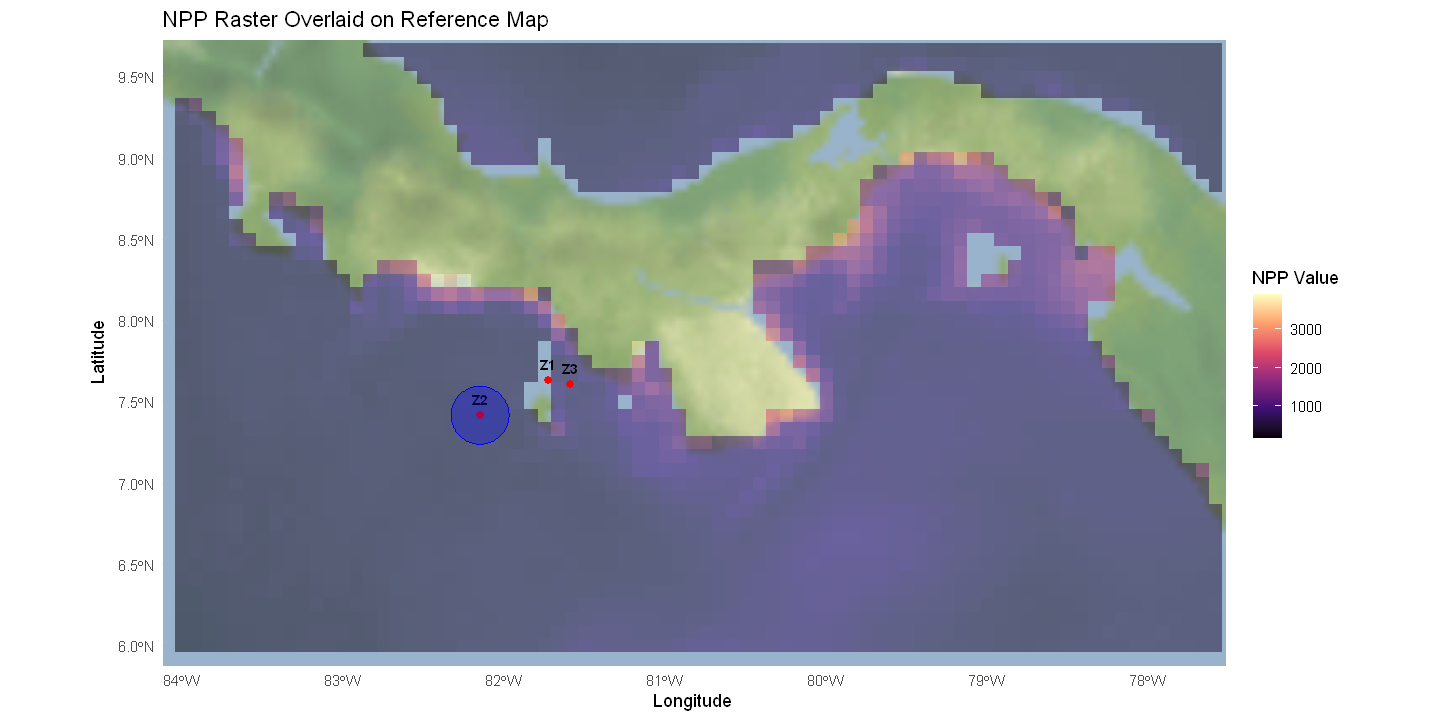 NPP Raster Overlaid on Reference Map
9.5°N
9.0°N
8.5°N
8.0°N
7.5°N
7.0°N
6.5°N
6.0°N
Latitude
Z1
Z3
Z2
84°W
83°W
82°W
81°W
80°W
79°W
78°W
Longitude
NPP Value
3000
2000
1000